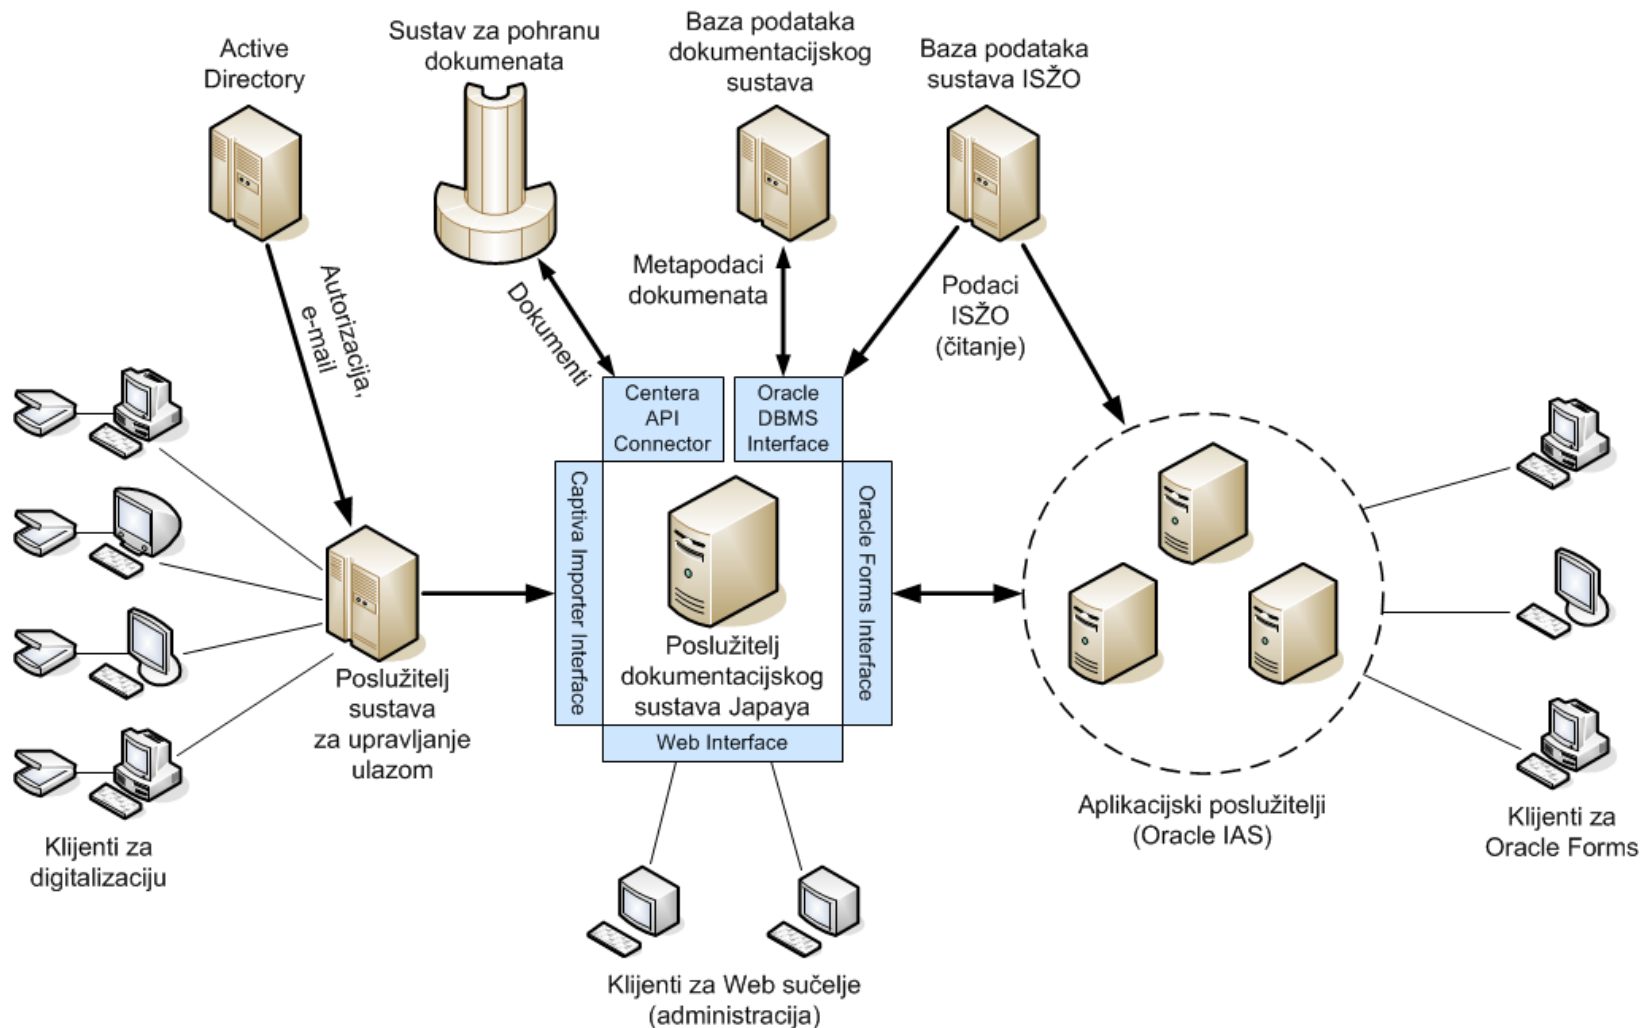 Active
Directory
Sustav za pohranu
dokumenata
Baza podataka
dokumentacijskog
sustava
Baza podataka
sustava ISŽO
Autorizacija,
e-mail
Dokumenti
Metapodaci
dokumenata
Podaci
ISŽO
(čitanje)
Centera
API
Connector
Oracle
DBMS
Interface
Captiva Importer Interface
Oracle Forms Interface
Poslužitelj
dokumentacijskog
sustava Japaya
Web Interface
Poslužitelj
sustava
za upravljanje
ulazom
Klijenti za
digitalizaciju
Aplikacijski poslužitelji
(Oracle IAS)
Klijenti za
Oracle Forms
Klijenti za Web sučelje
(administracija)